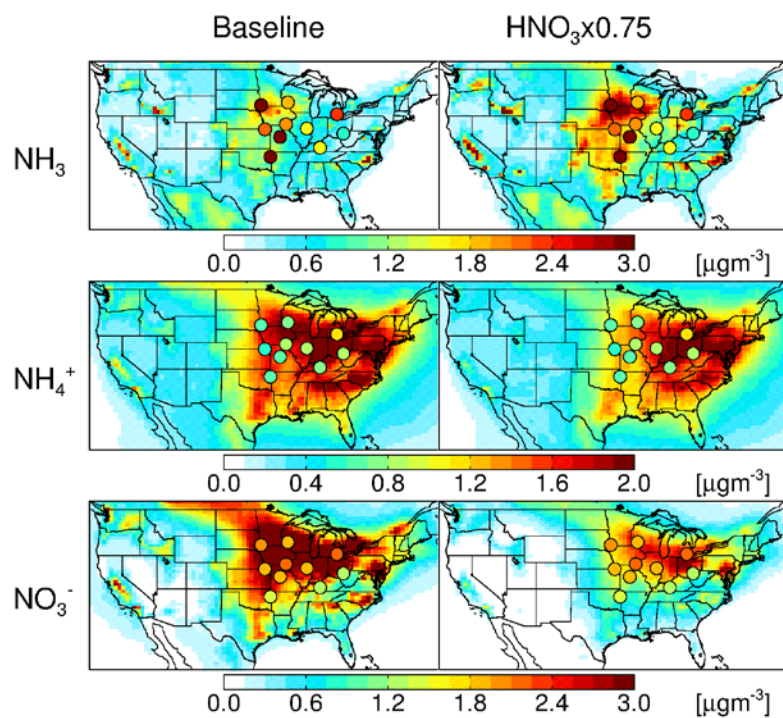 Baseline HNO₃x0.75
NH₃
0.0 0.6 1.2 1.8 2.4 3.0 [µgm⁻³]
NH₄⁺
0.0 0.4 0.8 1.2 1.6 2.0 [µgm⁻³]
NO₃⁻
0.0 0.6 1.2 1.8 2.4 3.0 [µgm⁻³]